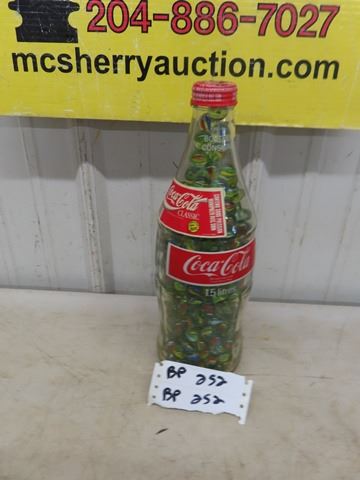 204-886-7027
mcsherryauction.com
Coca-Cola
CLASSIC
Coca-Cola
1.5 litres
BP 252
BP 252